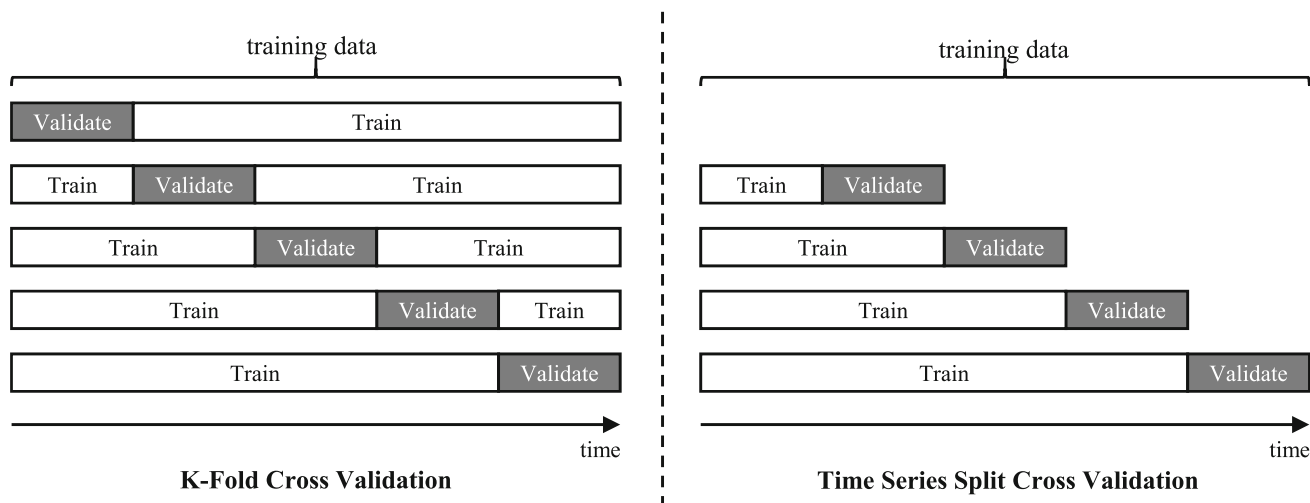 training data
Validate Train
Train Validate Train
Train Validate Train
Train Validate Train
Train Validate
time
K-Fold Cross Validation
training data
Train Validate
Train Validate
Train Validate
Train Validate
time
Time Series Split Cross Validation